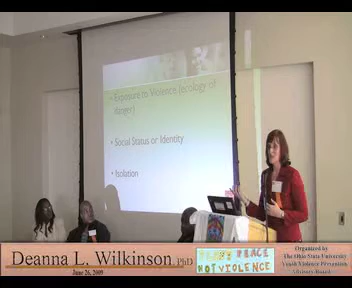 • Exposure to Violence (ecology of
danger)
• Social Status or Identity
• Isolation
Deanna L. Wilkinson, PhD
June 26, 2009
PEACE
NOT VIOLENCE
Organized by
The Ohio State University
Youth Violence Prevention
Advisory Board